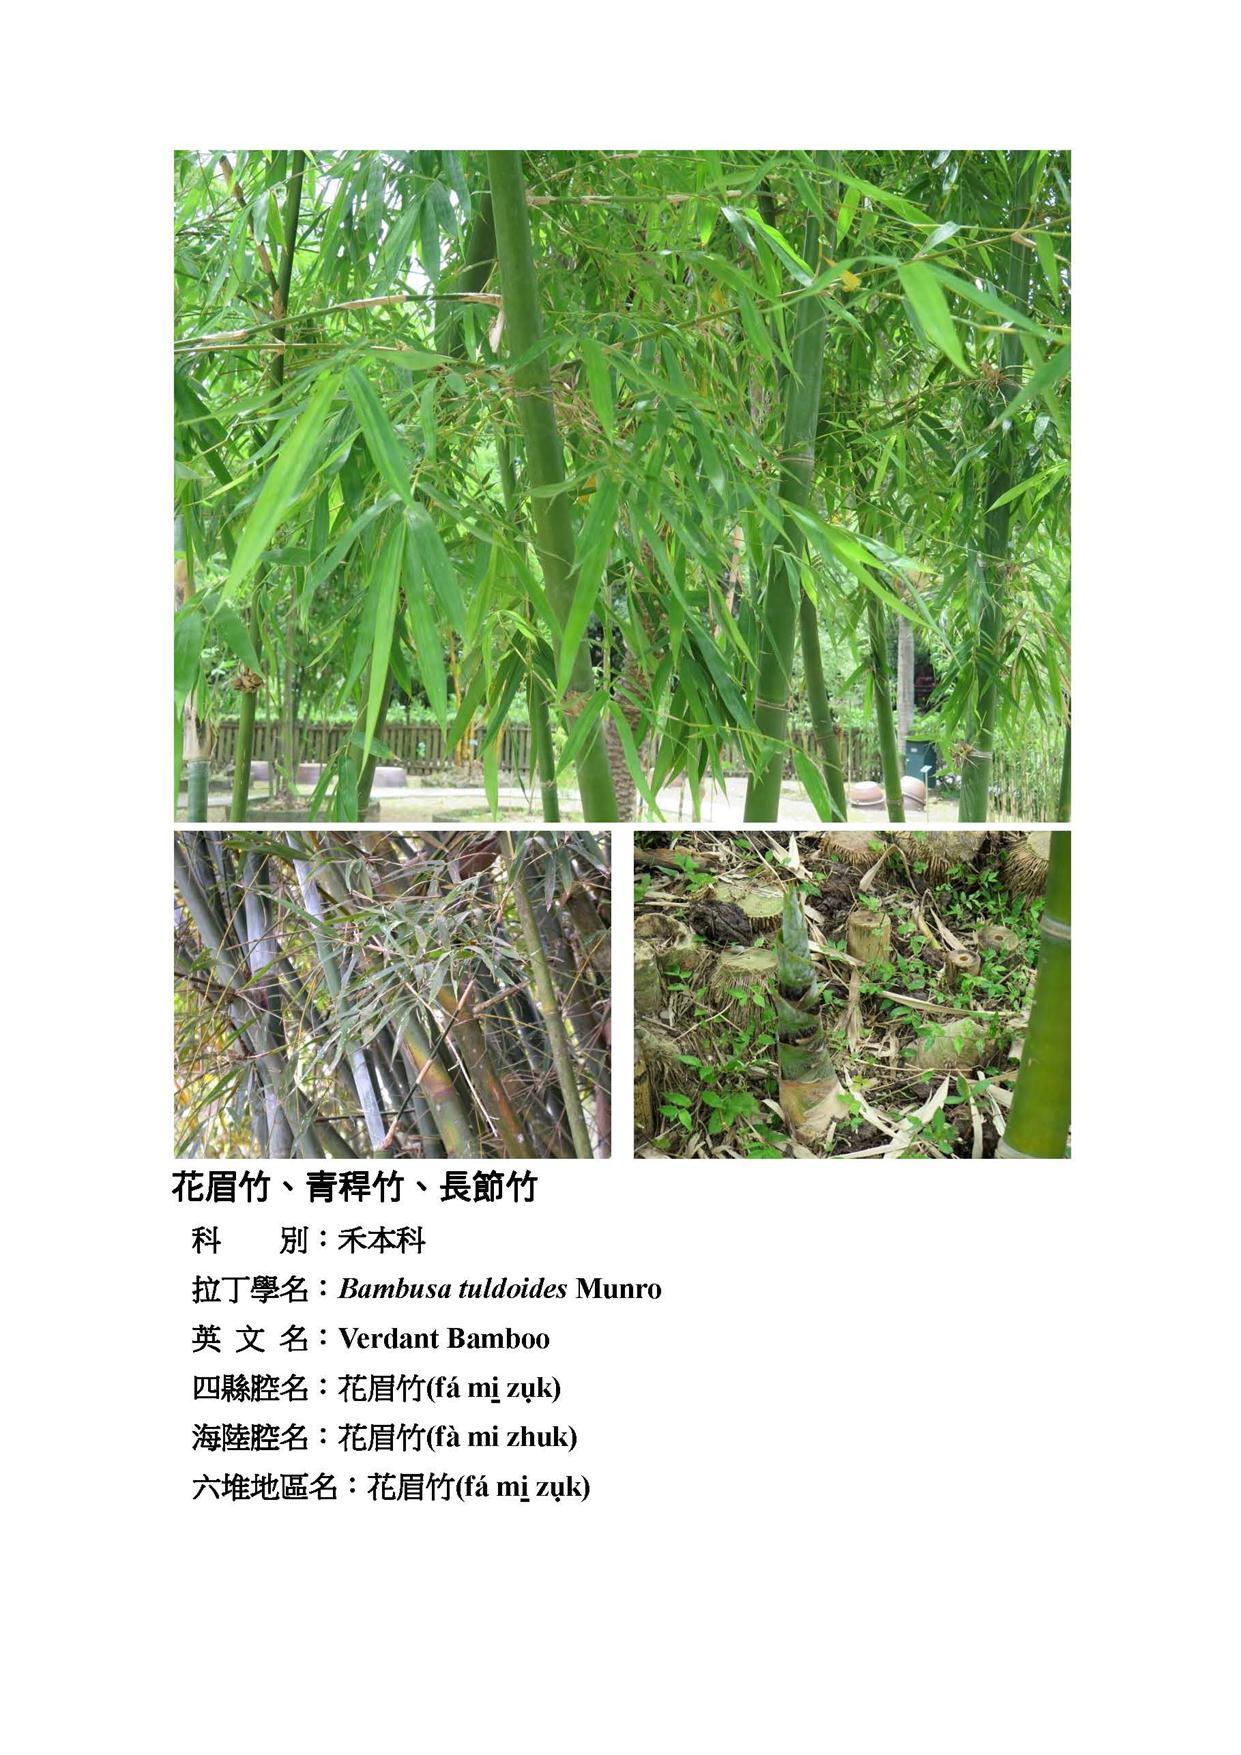 花眉竹、青稈竹、長節竹
科　　別：禾本科
拉丁學名：Bambusa tuldoides Munro
英 文 名：Verdant Bamboo
四縣腔名：花眉竹(fá mi̱ zụk)
海陸腔名：花眉竹(fà mi zhuk)
六堆地區名：花眉竹(fá mi̱ zụk)